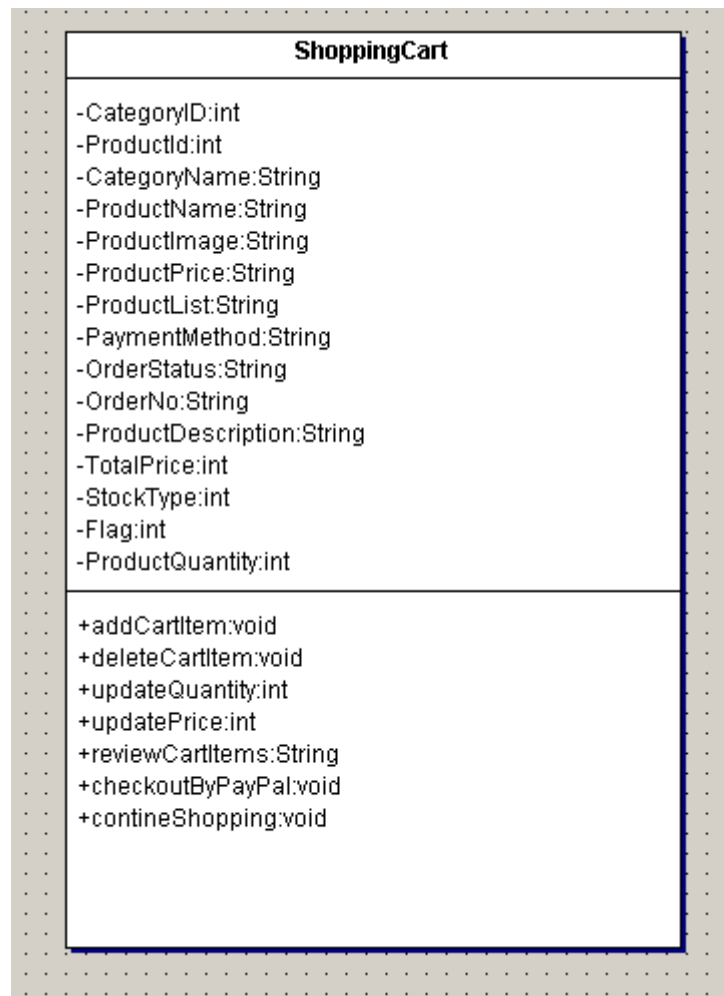 ShoppingCart
-CategoryID:int
-ProductId:int
-CategoryName:String
-ProductName:String
-ProductImage:String
-ProductPrice:String
-ProductList:String
-PaymentMethod:String
-OrderStatus:String
-OrderNo:String
-ProductDescription:String
-TotalPrice:int
-StockType:int
-Flag:int
-ProductQuantity:int
+addCartItem:void
+deleteCartItem:void
+updateQuantity:int
+updatePrice:int
+reviewCartItems:String
+checkoutByPayPal:void
+contineShopping:void